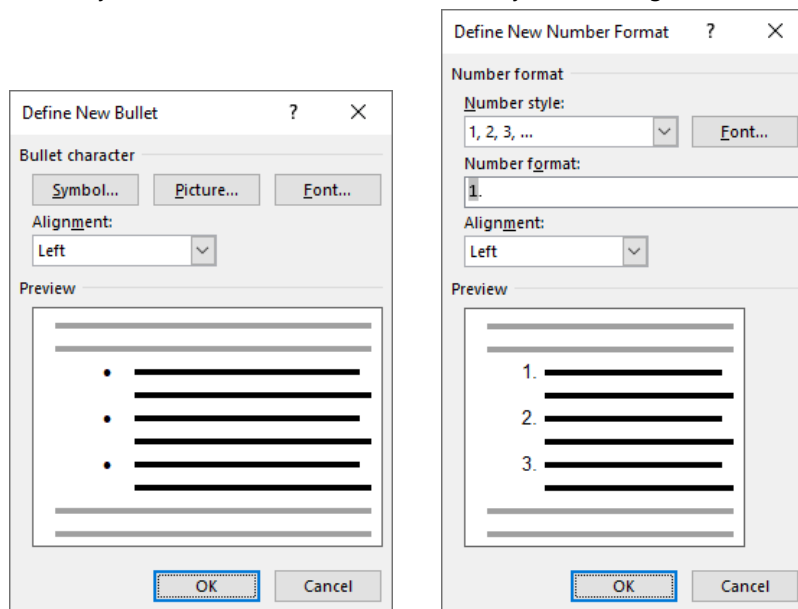 Define New Bullet ?
Bullet character
Symbol... Picture... Font...
Alignment:
Left
Preview
OK Cancel
Define New Number Format ?
Number format
Number style:
1, 2, 3, ... Font...
Number format:
1.
Alignment:
Left
Preview
1.
2.
3.
OK Cancel